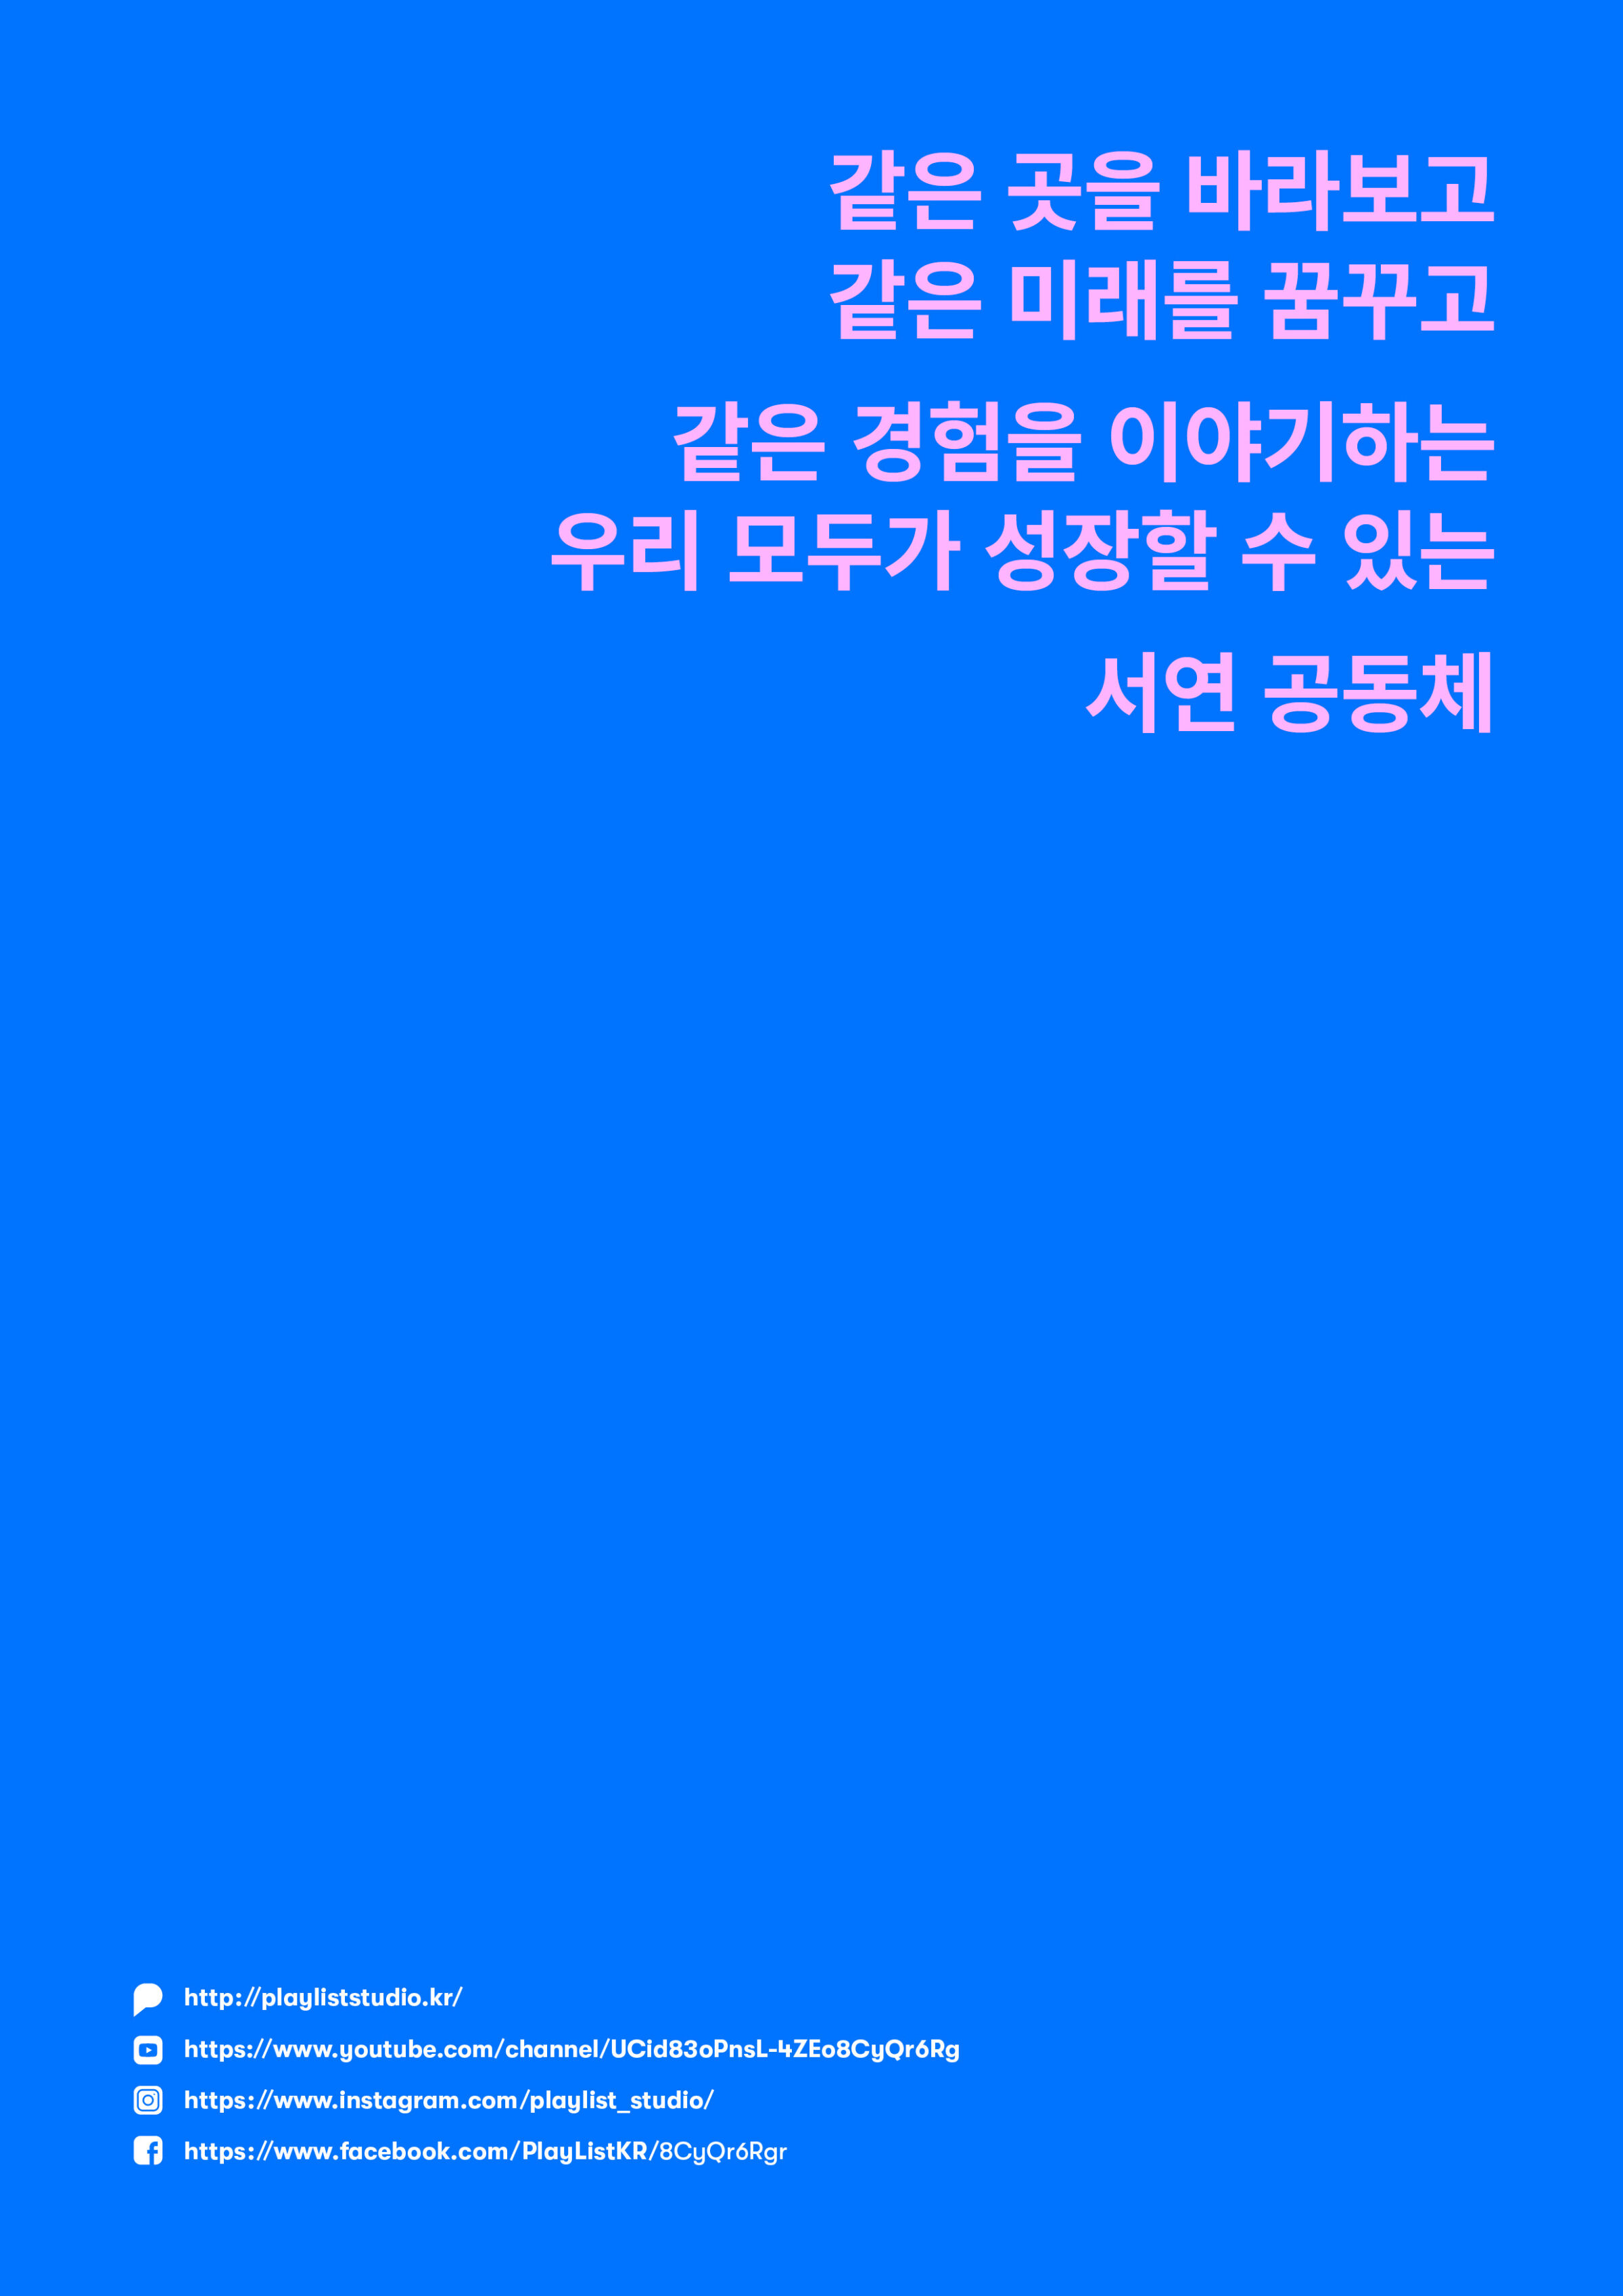 같은 곳을 바라보고
같은 미래를 꿈꾸고
같은 경험을 이야기하는
우리 모두가 성장할 수 있는
서연 공동체
http://playliststudio.kr/
https://www.youtube.com/channel/UCid83oPnsL-4ZEo8CyQr6Rg
https://www.instagram.com/playlist_studio/
https://www.facebook.com/PlayListKR/8CyQr6Rgr